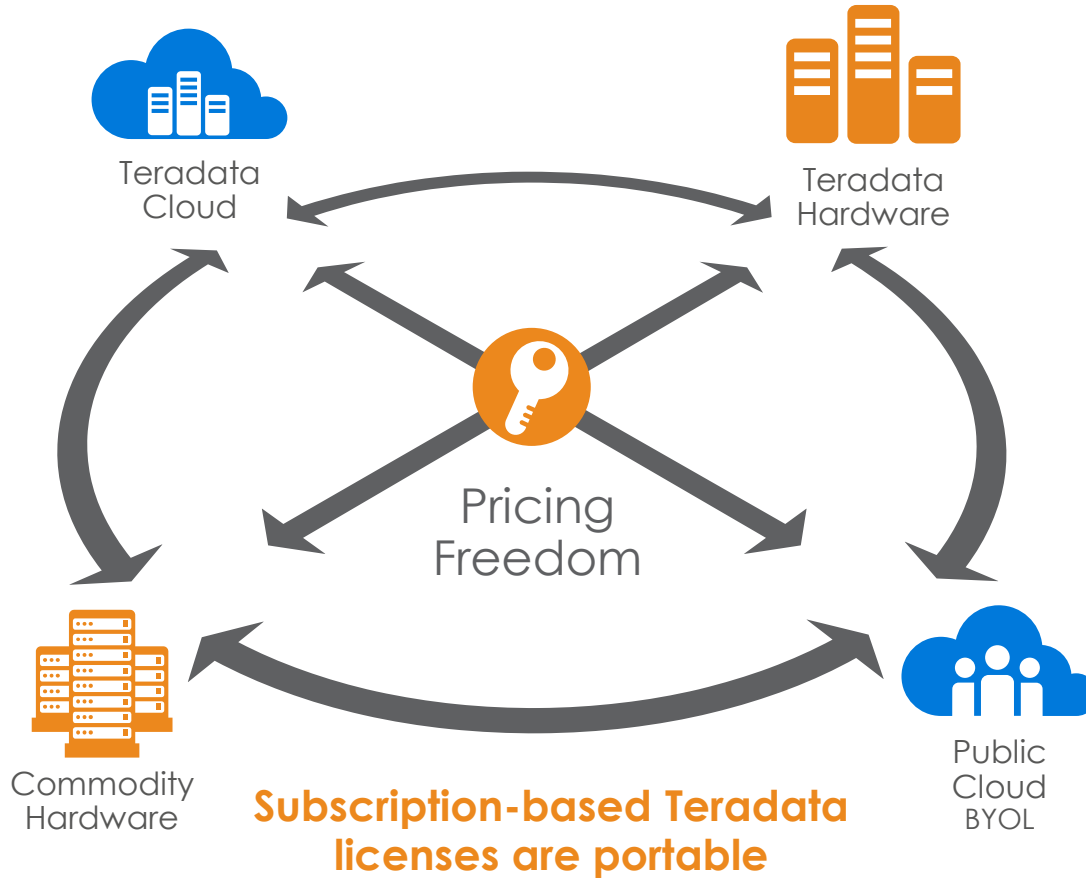 Teradata
Cloud
Teradata
Hardware
Pricing
Freedom
Commodity
Hardware
Public
Cloud
BYOL
Subscription-based Teradata
licenses are portable